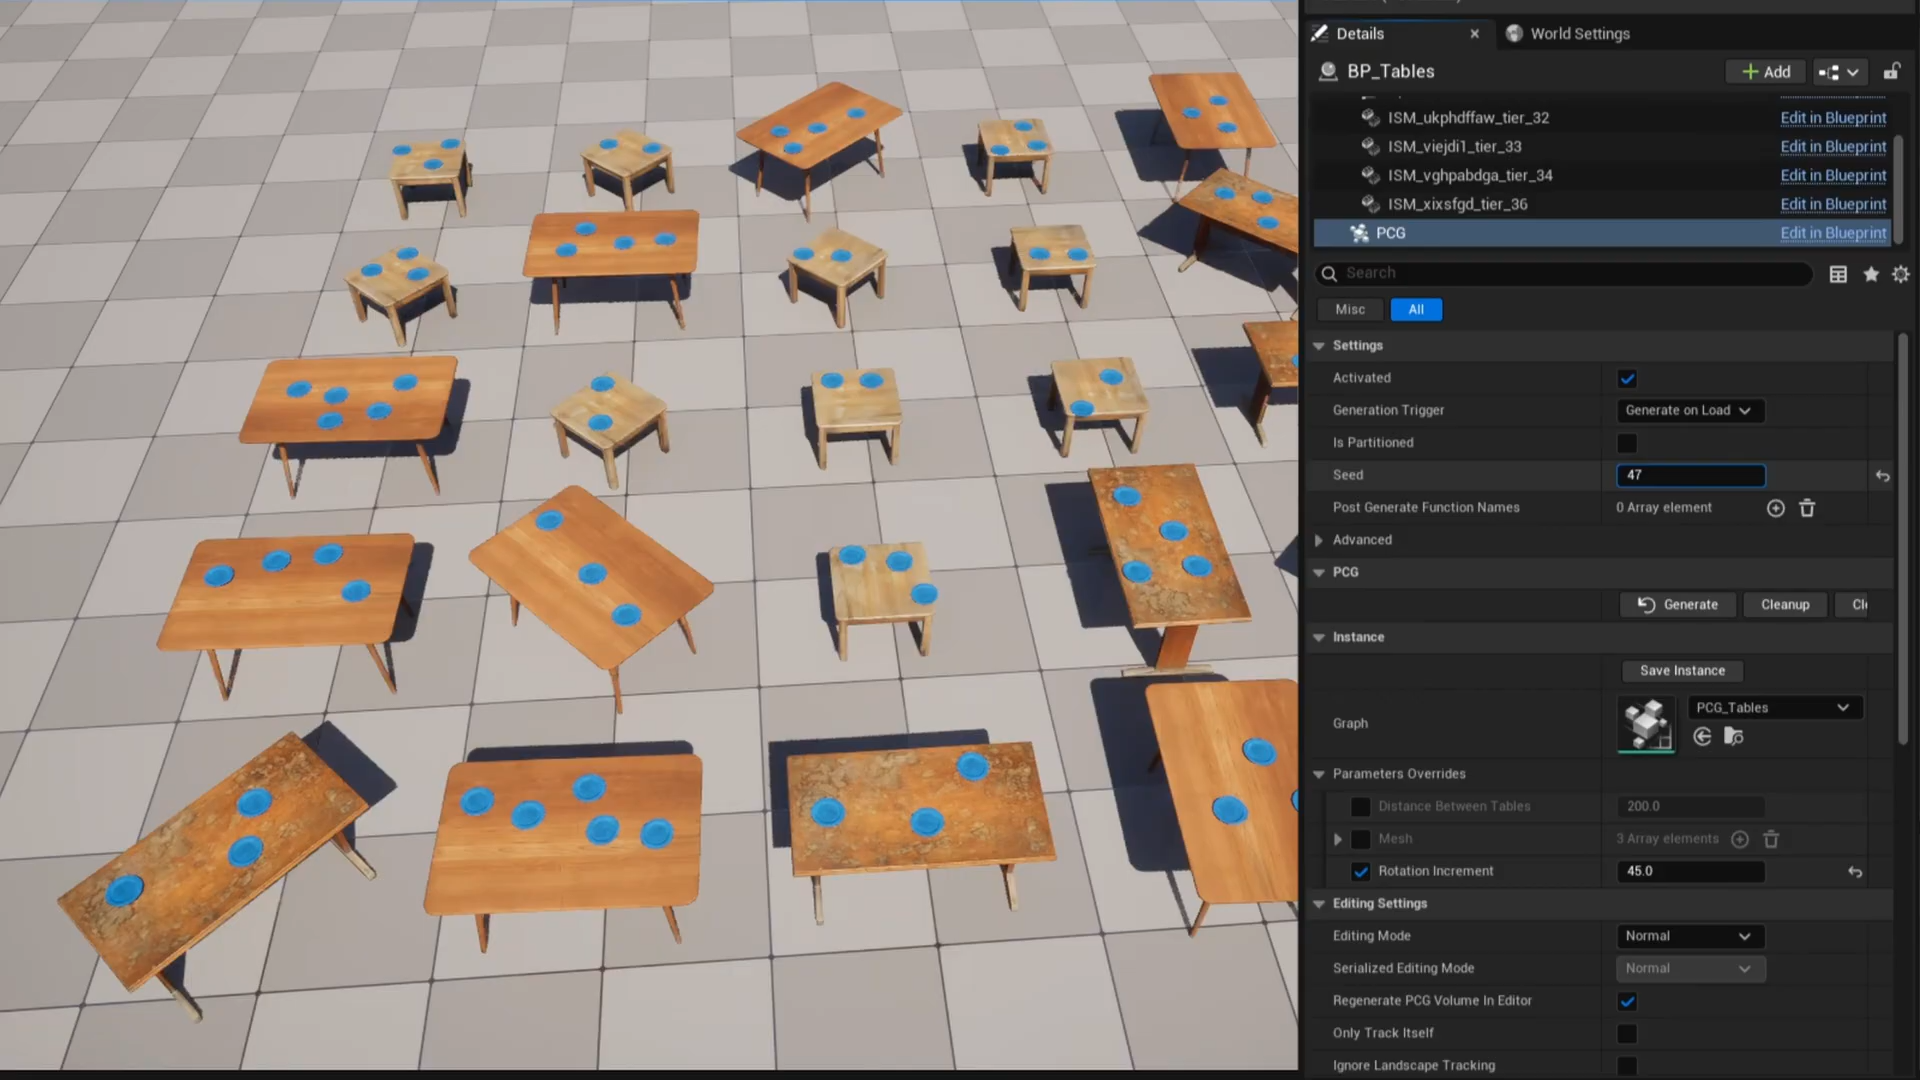 Details
World Settings
BP_Tables
Add
ISM_ukphdffaw_tier_32 Edit in Blueprint
ISM_viejdi1_tier_33 Edit in Blueprint
ISM_vghpabdga_tier_34 Edit in Blueprint
ISM_xixsfgd_tier_36 Edit in Blueprint
PCG Edit in Blueprint
Search
Misc All
Settings
Activated
Generation Trigger Generate on Load
Is Partitioned
Seed 47
Post Generate Function Names 0 Array element
Advanced
PCG
Generate Cleanup
Instance
Save Instance
Graph PCG_Tables
Parameters Overrides
Distance Between Tables 200.0
Mesh 3 Array elements
Rotation Increment 45.0
Editing Settings
Editing Mode Normal
Serialized Editing Mode Normal
Regenerate PCG Volume In Editor
Only Track Itself
Ignore Landscape Tracking